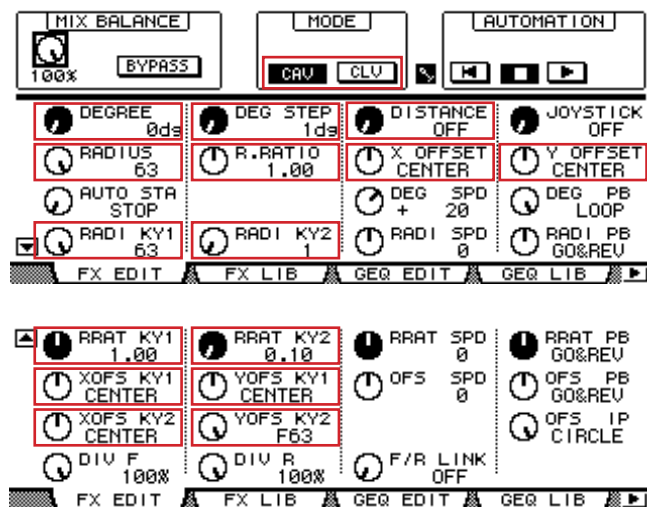 MIX BALANCE
MODE
AUTOMATION
100%
BYPASS
CAV
CLV
DEGREE
0dg
DEG STEP
1dg
DISTANCE
OFF
JOYSTICK
OFF
RADIUS
63
R.RATIO
1.00
X OFFSET
CENTER
Y OFFSET
CENTER
AUTO STA
STOP
DEG SPD
+ 20
DEG PB
LOOP
RADI KY1
63
RADI KY2
1
RADI SPD
0
RADI PB
GO&REV
FX EDIT
FX LIB
GEQ EDIT
GEQ LIB
RRAT KY1
1.00
RRAT KY2
0.10
RRAT SPD
0
RRAT PB
GO&REV
XOFS KY1
CENTER
YOFS KY1
CENTER
OFS SPD
0
OFS PB
GO&REV
XOFS KY2
CENTER
YOFS KY2
F63
OFS IP
CIRCLE
DIV F
100%
DIV R
100%
F/R LINK
OFF
FX EDIT
FX LIB
GEQ EDIT
GEQ LIB